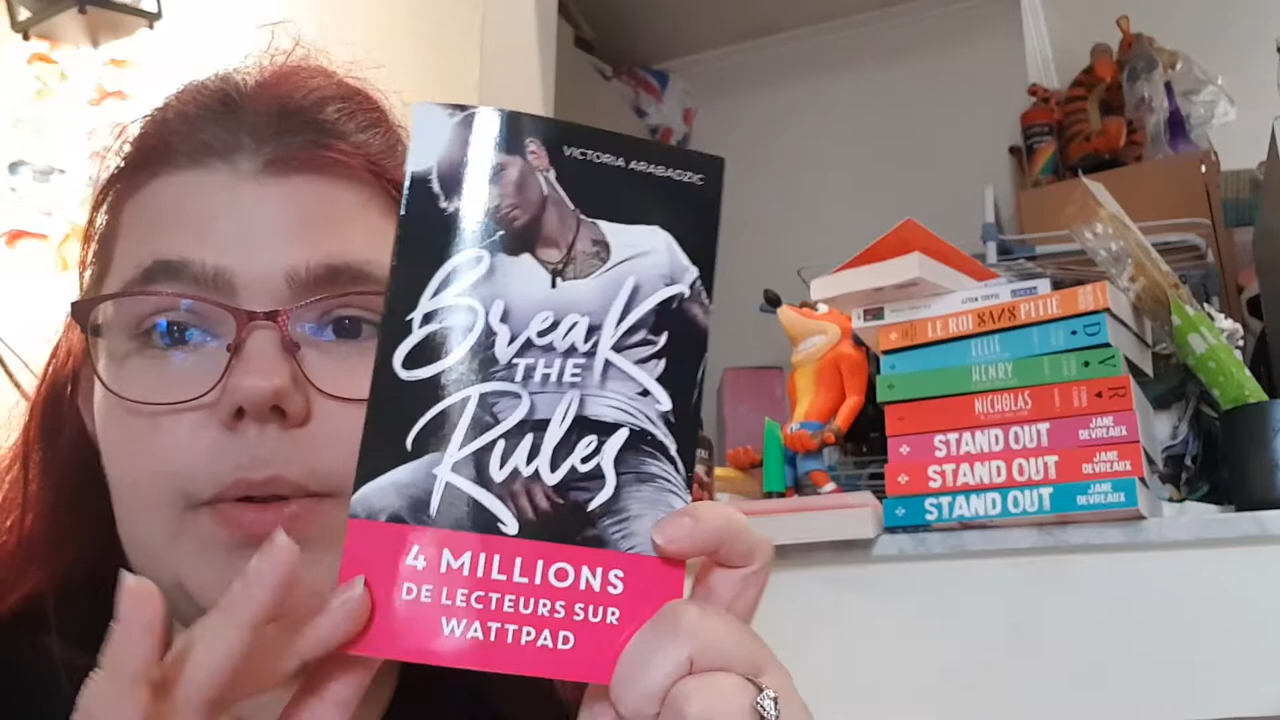 VICTORIA ARABADZIC
Break
THE
Rules
4 MILLIONS
DE LECTEURS SUR
WATTPAD
LE ROI SANS PITIE
ELLIE D
HENRY V
NICHOLAS R
STAND OUT JANE DEVREAUX
STAND OUT JANE DEVREAUX
STAND OUT JANE DEVREAUX